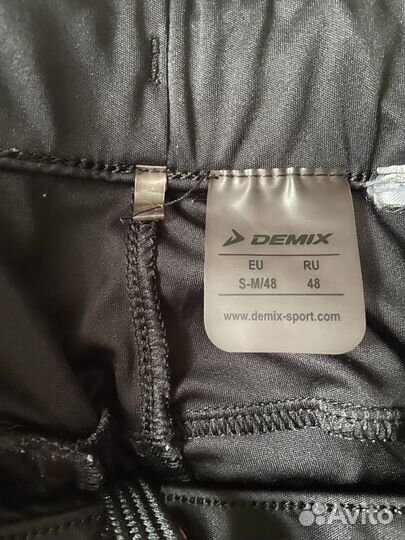 DEMIX
EU RU
S-M/48 48
www.demix-sport.com
Avito